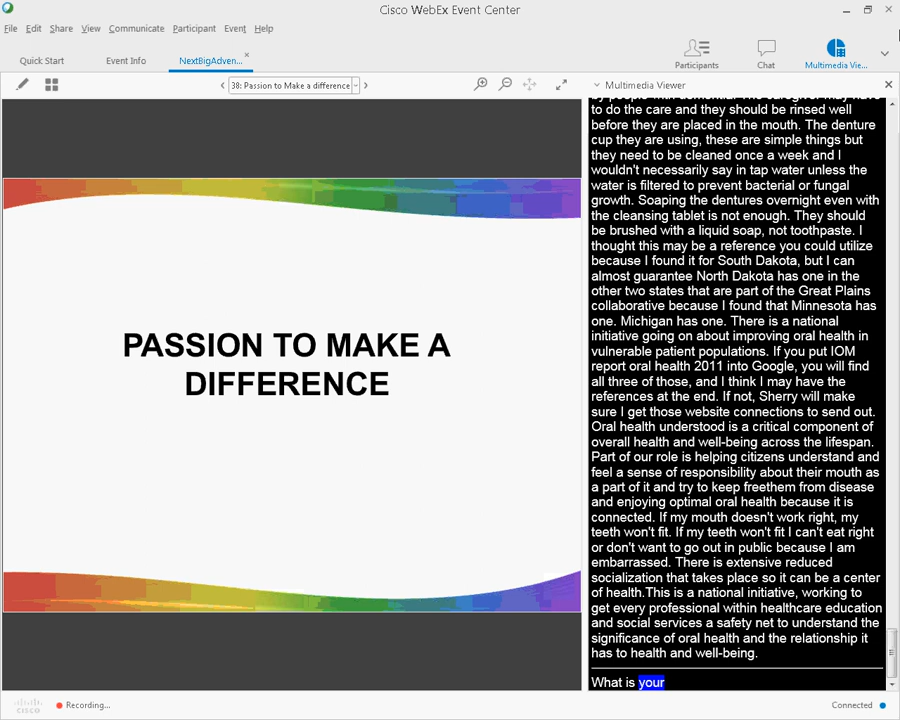 Cisco WebEx Event Center
File Edit Share View Communicate Participant Event Help
Quick Start Event Info NextBigAdven... Participants Chat Multimedia Vie...
38: Passion to Make a difference
Multimedia Viewer
PASSION TO MAKE A
DIFFERENCE
to do the care and they should be rinsed well
before they are placed in the mouth. The denture
cup they are using, these are simple things but
they need to be cleaned once a week and I
wouldn't necessarily say in tap water unless the
water is filtered to prevent bacterial or fungal
growth. Soaping the dentures overnight even with
the cleansing tablet is not enough. They should
be brushed with a liquid soap, not toothpaste. I
thought this may be a reference you could utilize
because I found it for South Dakota, but I can
almost guarantee North Dakota has one in the
other two states that are part of the Great Plains
collaborative because I found that Minnesota has
one. Michigan has one. There is a national
initiative going on about improving oral health in
vulnerable patient populations. If you put IOM
report oral health 2011 into Google, you will find
all three of those, and I think I may have the
references at the end. If not, Sherry will make
sure I get those website connections to send out.
Oral health understood is a critical component of
overall health and well-being across the lifespan.
Part of our role is helping citizens understand and
feel a sense of responsibility about their mouth as
a part of it and try to keep freethem from disease
and enjoying optimal oral health because it is
connected. If my mouth doesn't work right, my
teeth won't fit. If my teeth won't fit I can't eat right
or don't want to go out in public because I am
embarrassed. There is extensive reduced
socialization that takes place so it can be a center
of health.This is a national initiative, working to
get every professional within healthcare education
and social services a safety net to understand the
significance of oral health and the relationship it
has to health and well-being.
What is your
cisco Recording... Connected